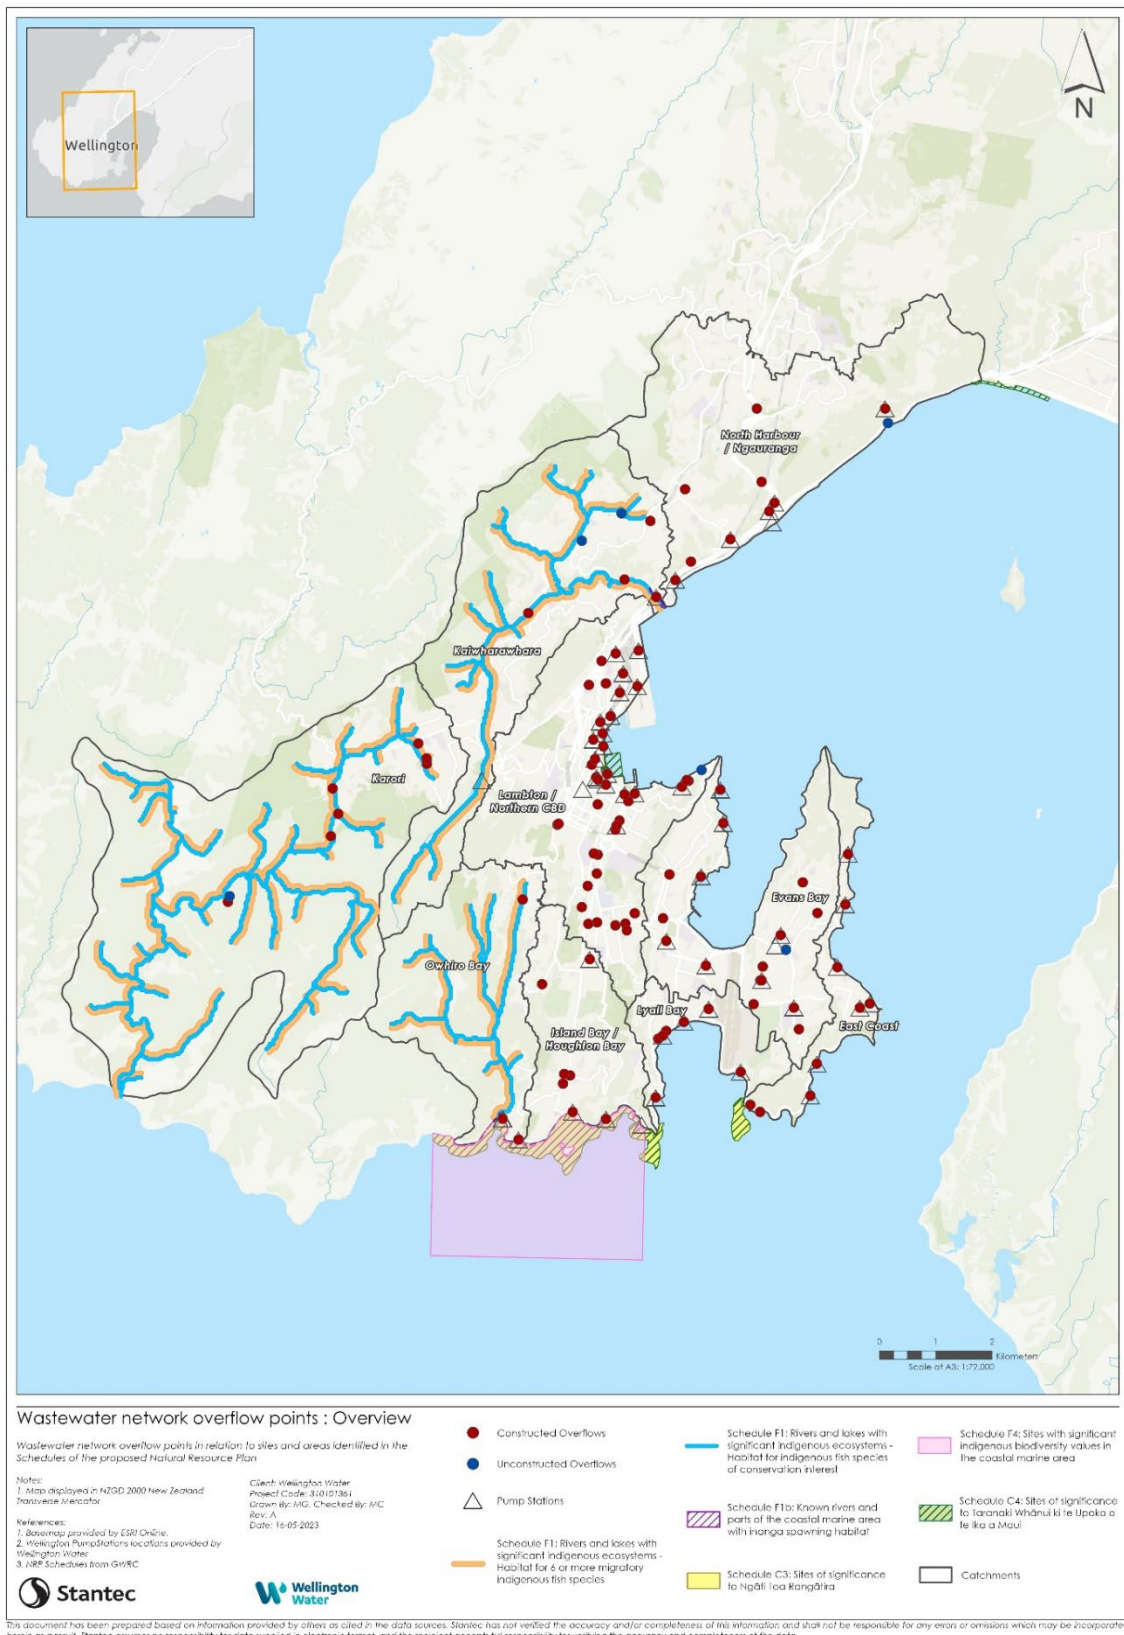 Wellington
N
North Harbour
/ Ngauranga
Kaiwharawhara
Karori
Lambton /
Northern CBD
Evans Bay
Owhiro Bay
Lyall Bay
East Coast
Island Bay /
Houghton Bay
0 1 2
Kilometers
Scale at A3: 1:72,000
Wastewater network overflow points : Overview
Wastewater network overflow points in relation to sites and areas identified in the
Schedules of the proposed Natural Resource Plan
Notes:
1. Map displayed in NZGD 2000 New Zealand
Transverse Mercator
References:
1. Basemap provided by ESRI Online.
2. Wellington PumpStations locations provided by
Wellington Water
3. NRP Schedules from GWRC
Client: Wellington Water
Project Code: 310101361
Drawn By: MG, Checked By: MC
Rev: A
Date: 16-05-2023
Stantec
Wellington
Water
Constructed Overflows
Unconstructed Overflows
Pump Stations
Schedule F1: Rivers and lakes with
significant indigenous ecosystems -
Habitat for 6 or more migratory
indigenous fish species
Schedule F1: Rivers and lakes with
significant indigenous ecosystems -
Habitat for indigenous fish species
of conservation interest
Schedule F1b: Known rivers and
parts of the coastal marine area
with inanga spawning habitat
Schedule C3: Sites of significance
to Ngāti Toa Rangātira
Schedule F4: Sites with significant
indigenous biodiversity values in
the coastal marine area
Schedule C4: Sites of significance
to Taranaki Whānui ki te Upoko o
te Ika a Maui
Catchments
This document has been prepared based on information provided by others as cited in the data sources. Stantec has not verified the accuracy and/or completeness of this information and shall not be responsible for any errors or omissions which may be incorporated